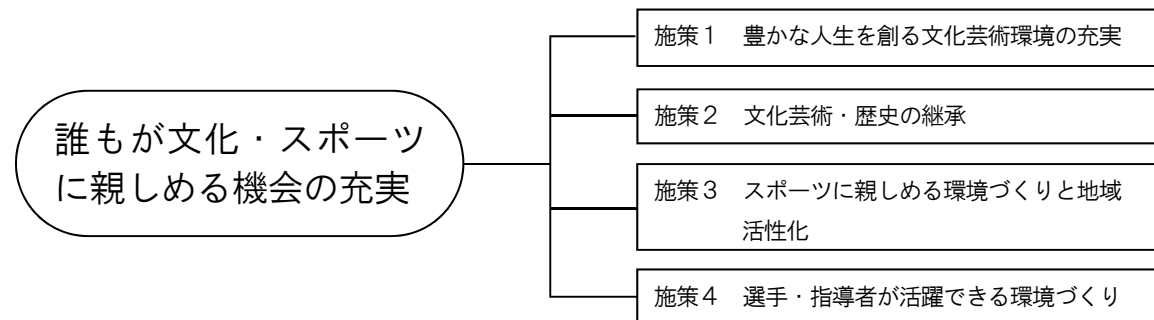 誰もが文化・スポーツ
に親しめる機会の充実
施策１　豊かな人生を創る文化芸術環境の充実
施策２　文化芸術・歴史の継承
施策３　スポーツに親しめる環境づくりと地域
活性化
施策４　選手・指導者が活躍できる環境づくり